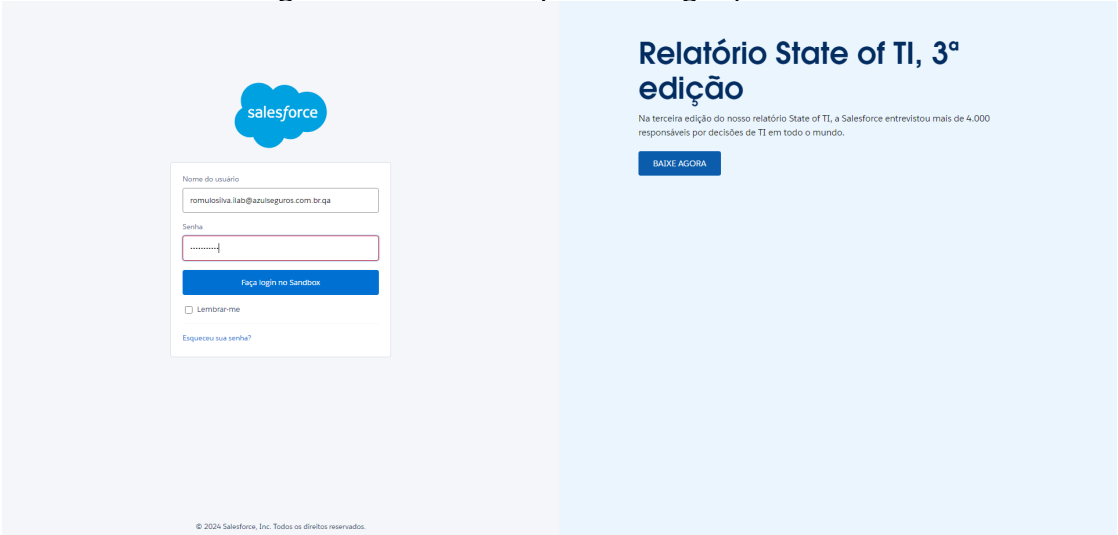 salesforce
Nome do usuário
romulosilva.liab@azulseguros.com.br.qa
Senha
Faça login no Sandbox
Lembrar-me
Esqueceu sua senha?
© 2024 Salesforce, Inc. Todos os direitos reservados.
Relatório State of TI, 3ª
edição
Na terceira edição do nosso relatório State of TI, a Salesforce entrevistou mais de 4.000
responsáveis por decisões de TI em todo o mundo.
BAIXE AGORA